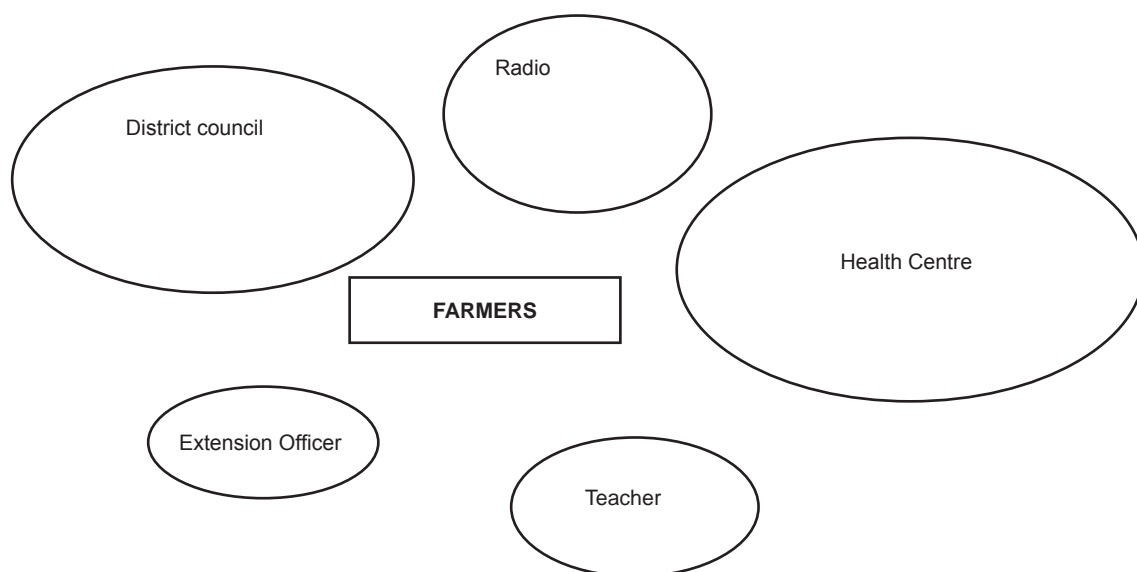 Radio
District council
Health Centre
FARMERS
Extension Officer
Teacher